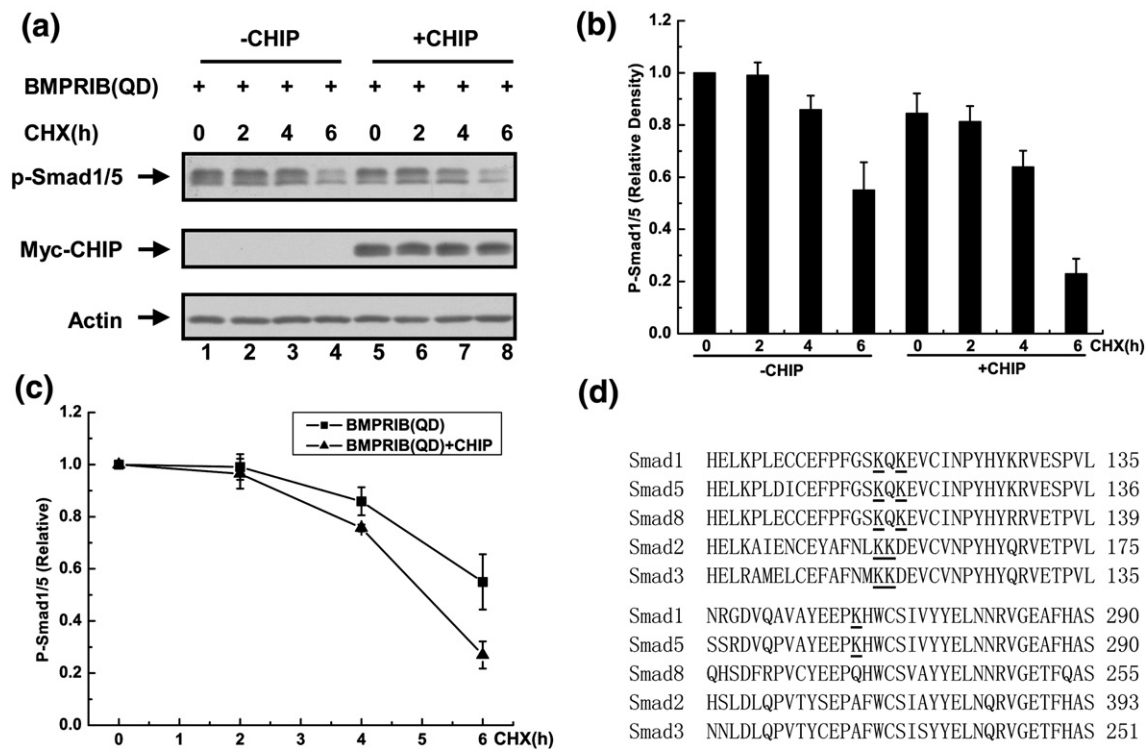 (a)
-CHIP +CHIP
BMPRIB(QD) + + + + + + + +
CHX(h) 0 2 4 6 0 2 4 6
p-Smad1/5
Myc-CHIP
Actin
1 2 3 4 5 6 7 8
(b)
P-Smad1/5 (Relative Density)
1.2
1.0
0.8
0.6
0.4
0.2
0.0
0 2 4 6 0 2 4 6 CHX(h)
-CHIP +CHIP
(c)
P-Smad1/5 (Relative)
1.2
1.0
0.8
0.6
0.4
0.2
0.0
BMPRIB(QD)
BMPRIB(QD)+CHIP
0 1 2 3 4 5 6 CHX(h)
(d)
Smad1 HELKPLECCEFPFGSKQKEVCINPYHYKRVESPVL 135
Smad5 HELKPLDICEFPFGSKQKEVCINPYHYKRVESPVL 136
Smad8 HELKPLECCEFPFGSKQKEVCINPYHYRRVETPVL 139
Smad2 HELKAIENCEYAFNLKKDEVCVNPYHYQRVETPVL 175
Smad3 HELRAMELCEFAFNMKKDEVCVNPYHYQRVETPVL 135
Smad1 NRGDVQAVAYEEPKHWCSIVYYELNNRVGEAFHAS 290
Smad5 SSRDVQPVAYEEPKHWCSIVYYELNNRVGEAFHAS 290
Smad8 QHSDFRPVCYEEPQHWCSVAYYELNNRVGETFQAS 255
Smad2 HSLDLQPVTYSEPAFWCSIAYYELNQRVGETFHAS 393
Smad3 NNLDLQPVTYCEPAFWCSISYYELNQRVGETFHAS 251